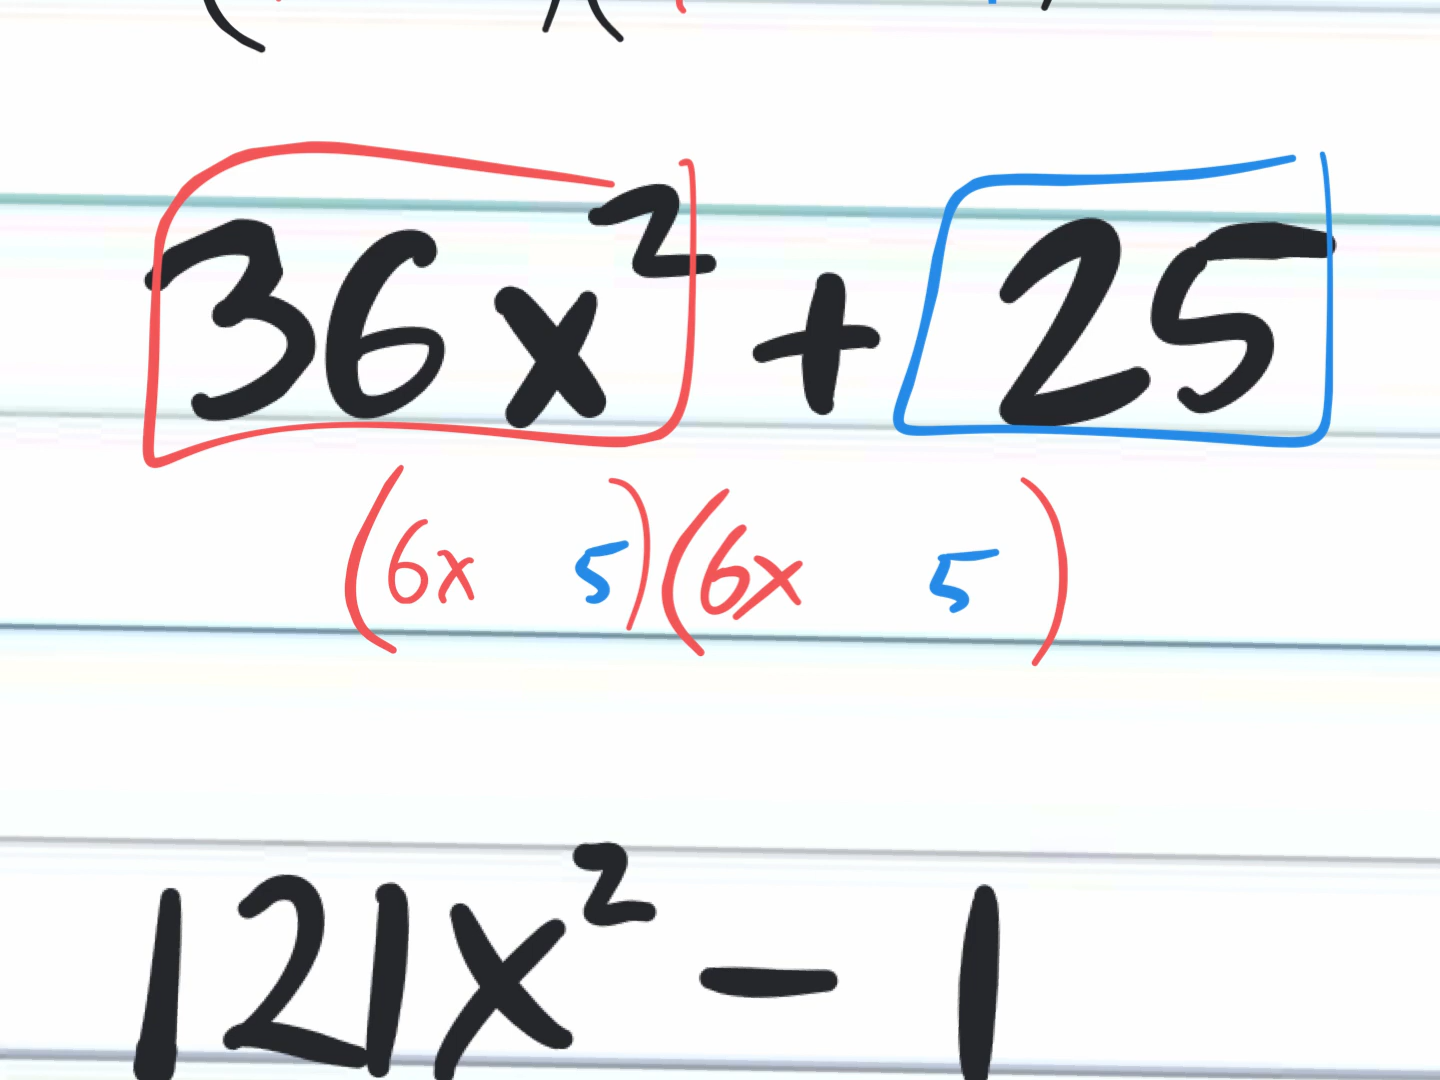 36x² + 25
(6x 5)(6x 5)
121x² - 1